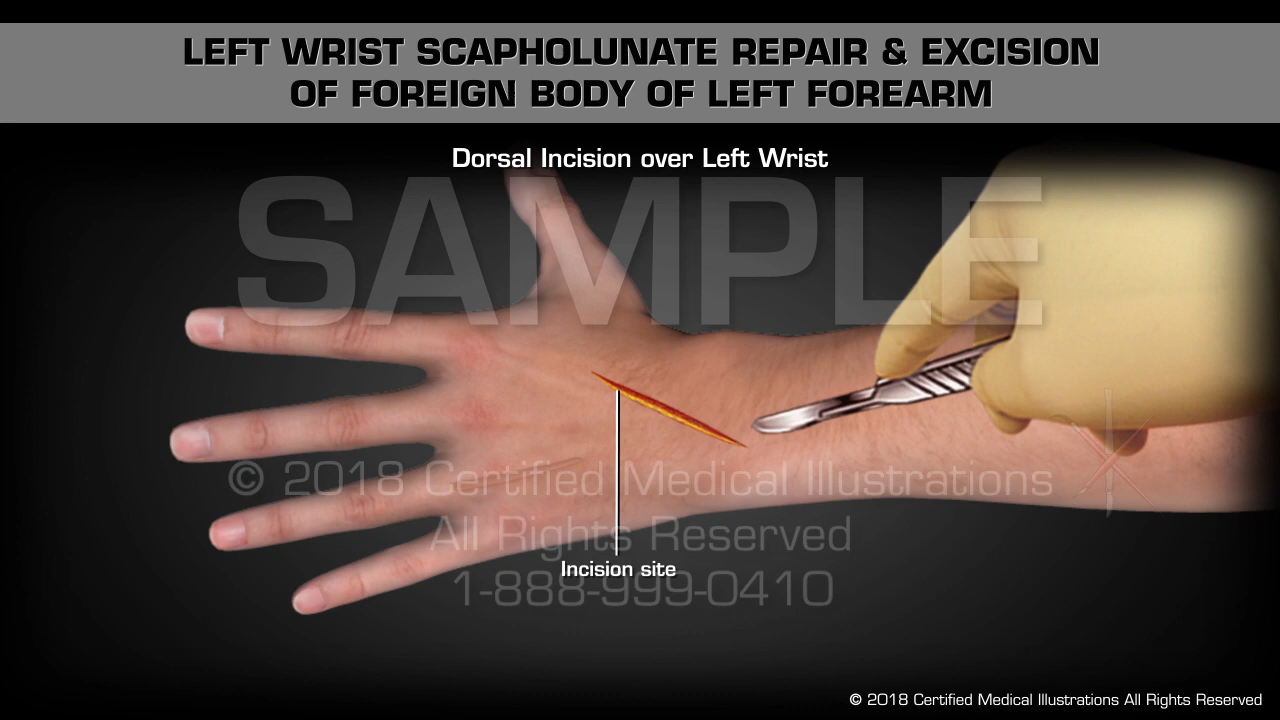 LEFT WRIST SCAPHOLUNATE REPAIR & EXCISION
OF FOREIGN BODY OF LEFT FOREARM
Dorsal Incision over Left Wrist
SAMPLE
© 2018 Certified Medical Illustrations
All Rights Reserved
Incision site
1-888-999-0410
© 2018 Certified Medical Illustrations All Rights Reserved